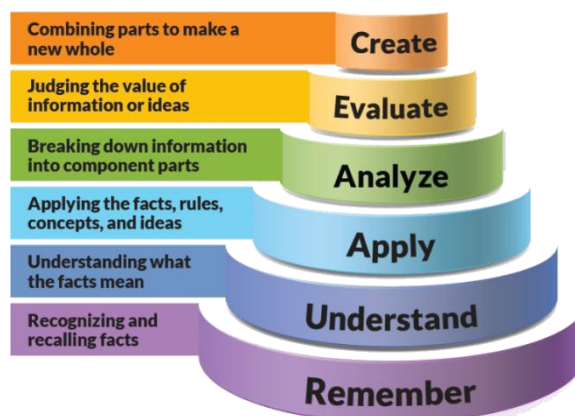 Combining parts to make a
new whole
Create
Judging the value of
information or ideas
Evaluate
Breaking down information
into component parts
Analyze
Applying the facts, rules,
concepts, and ideas
Apply
Understanding what
the facts mean
Understand
Recognizing and
recalling facts
Remember